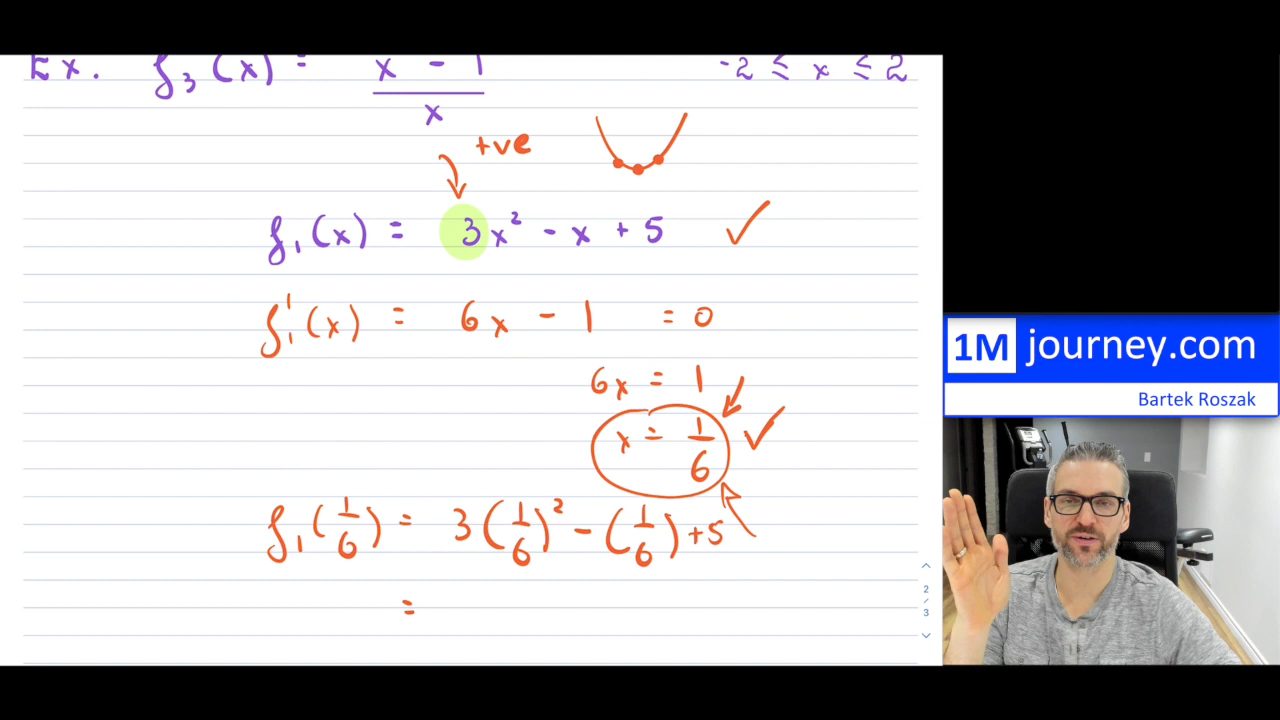 Ex. f₃(x) = x - 1 / x   -2 ≤ x ≤ 2
+ve
f₁(x) = 3x² - x + 5 ✓
f₁'(x) = 6x - 1 = 0
6x = 1
x = 1/6 ✓
f₁(1/6) = 3(1/6)² - (1/6) + 5
=
1M journey.com
Bartek Roszak
2
/
3